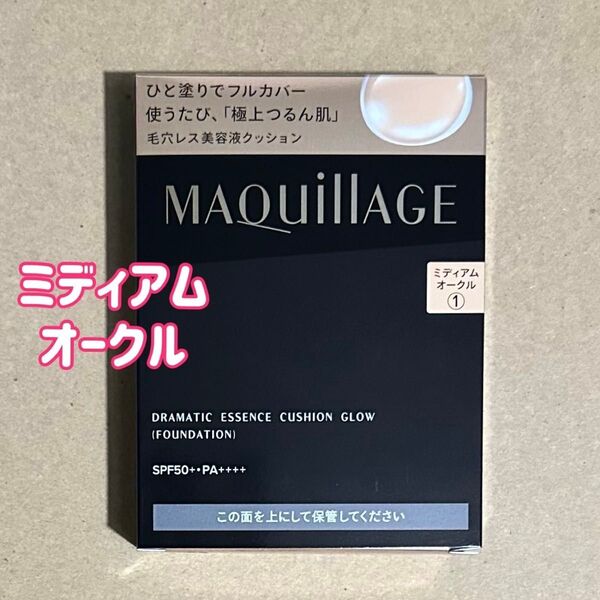 ひと塗りでフルカバー
使うたび、「極上つるん肌」
毛穴レス美容液クッション
MAQuillAGE
ミディアム
オークル
①
ミディアム
オークル
DRAMATIC ESSENCE CUSHION GLOW
(FOUNDATION)
SPF50+・PA++++
この面を上にして保管してください